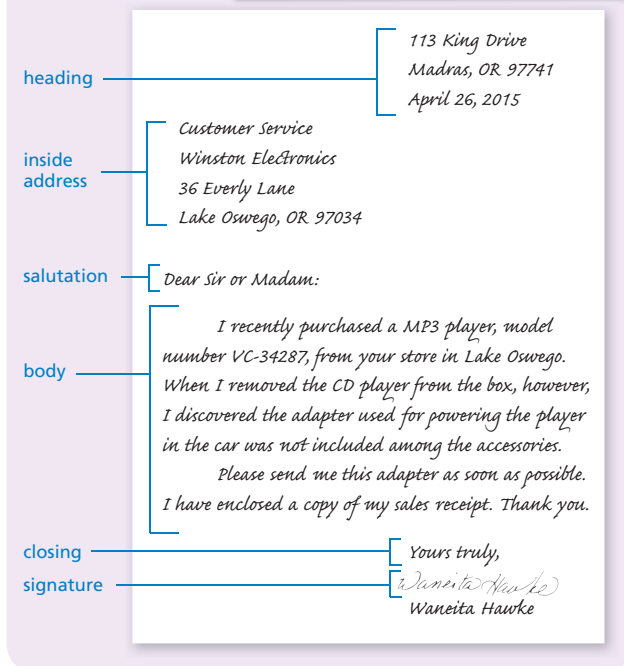 heading
113 King Drive
Madras, OR 97741
April 26, 2015
inside
address
Customer Service
Winston Electronics
36 Everly Lane
Lake Oswego, OR 97034
salutation
Dear Sir or Madam:
body
I recently purchased a MP3 player, model
number VC-34287, from your store in Lake Oswego.
When I removed the CD player from the box, however,
I discovered the adapter used for powering the player
in the car was not included among the accessories.
Please send me this adapter as soon as possible.
I have enclosed a copy of my sales receipt. Thank you.
closing
Yours truly,
signature
Waneita Hawke
Waneita Hawke